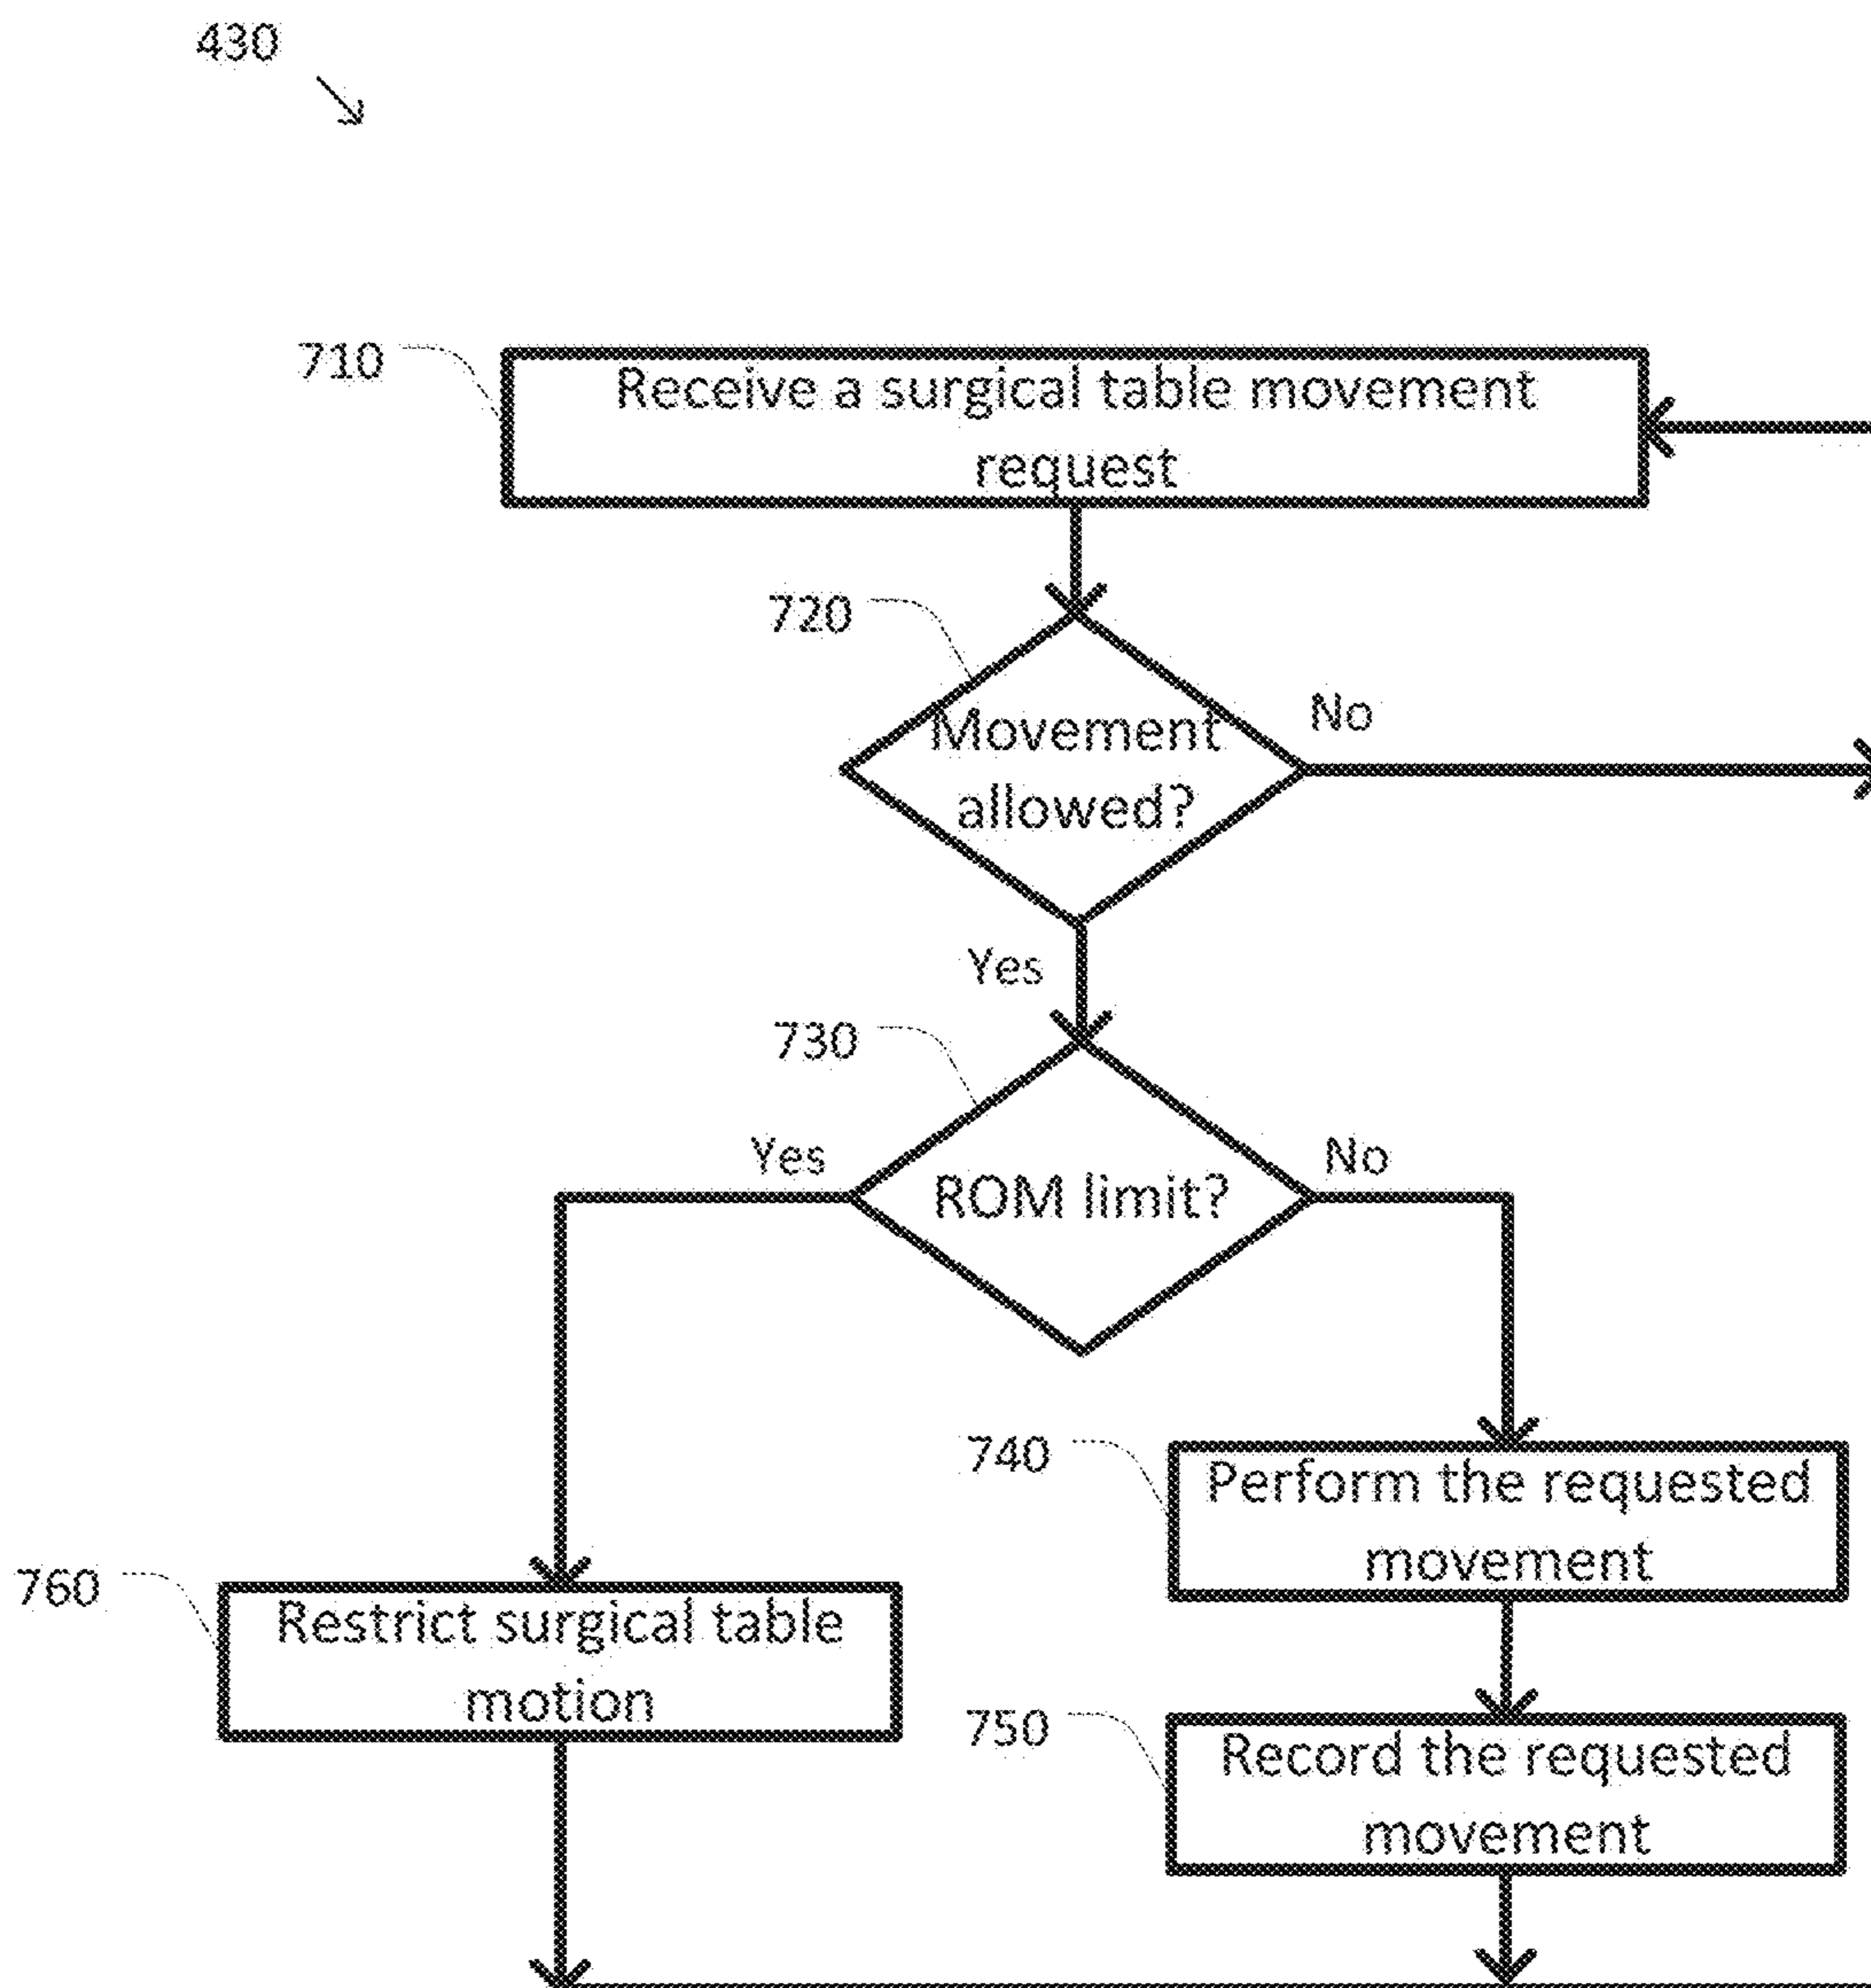 430
710
Receive a surgical table movement
request
720
Movement
allowed?
No
Yes
730
Yes
ROM limit?
No
740
Perform the requested
movement
760
Restrict surgical table
motion
750
Record the requested
movement